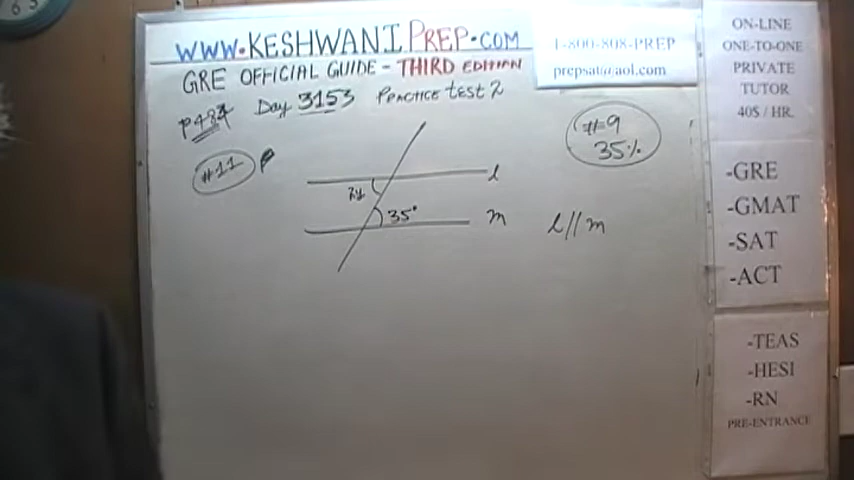 WWW.KESHWANIPREP.COM
GRE OFFICIAL GUIDE - THIRD EDITION
P487 Day 3153 PRACTICE TEST 2
#11
#9
35%
l
35°
m
l//m
1-800-808-PREP
prepsat@aol.com
ON-LINE
ONE-TO-ONE
PRIVATE
TUTOR
40$ / HR.
-GRE
-GMAT
-SAT
-ACT
-TEAS
-HESI
-RN
PRE-ENTRANCE